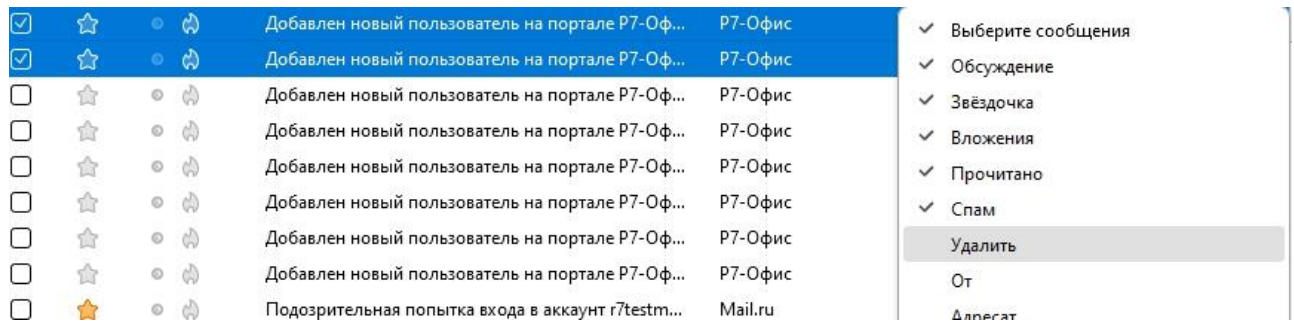 Добавлен новый пользователь на портале Р7-Оф... Р7-Офис
Добавлен новый пользователь на портале Р7-Оф... Р7-Офис
Добавлен новый пользователь на портале Р7-Оф... Р7-Офис
Добавлен новый пользователь на портале Р7-Оф... Р7-Офис
Добавлен новый пользователь на портале Р7-Оф... Р7-Офис
Добавлен новый пользователь на портале Р7-Оф... Р7-Офис
Добавлен новый пользователь на портале Р7-Оф... Р7-Офис
Добавлен новый пользователь на портале Р7-Оф... Р7-Офис
Подозрительная попытка входа в аккаунт r7testm... Mail.ru
Выберите сообщения
Обсуждение
Звёздочка
Вложения
Прочитано
Спам
Удалить
От
Адресат